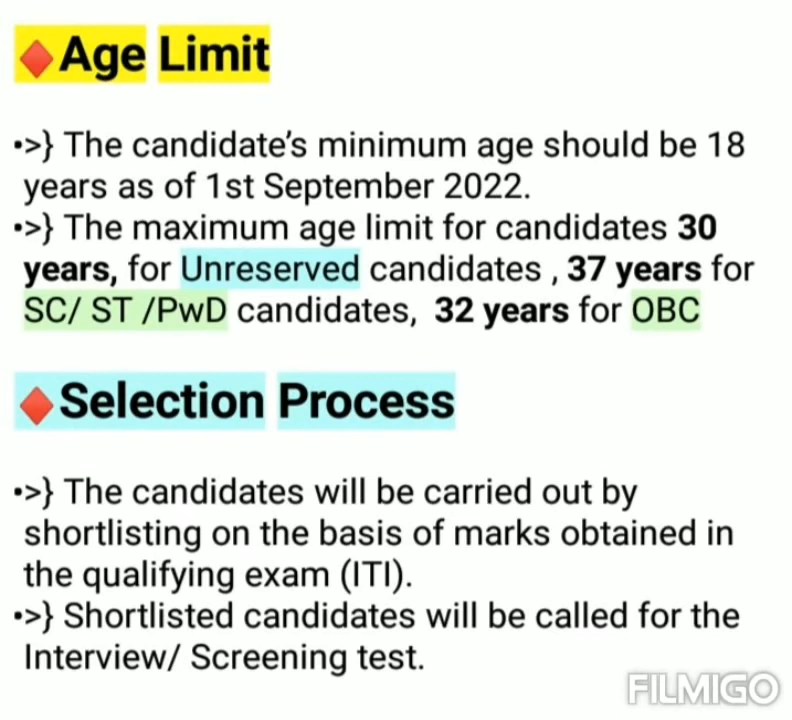 🔶Age Limit
•>} The candidate's minimum age should be 18
years as of 1st September 2022.
•>} The maximum age limit for candidates 30
years, for Unreserved candidates , 37 years for
SC/ ST /PwD candidates, 32 years for OBC
♦Selection Process
•>} The candidates will be carried out by
shortlisting on the basis of marks obtained in
the qualifying exam (ITI).
•>} Shortlisted candidates will be called for the
Interview/ Screening test.
FILMIGO